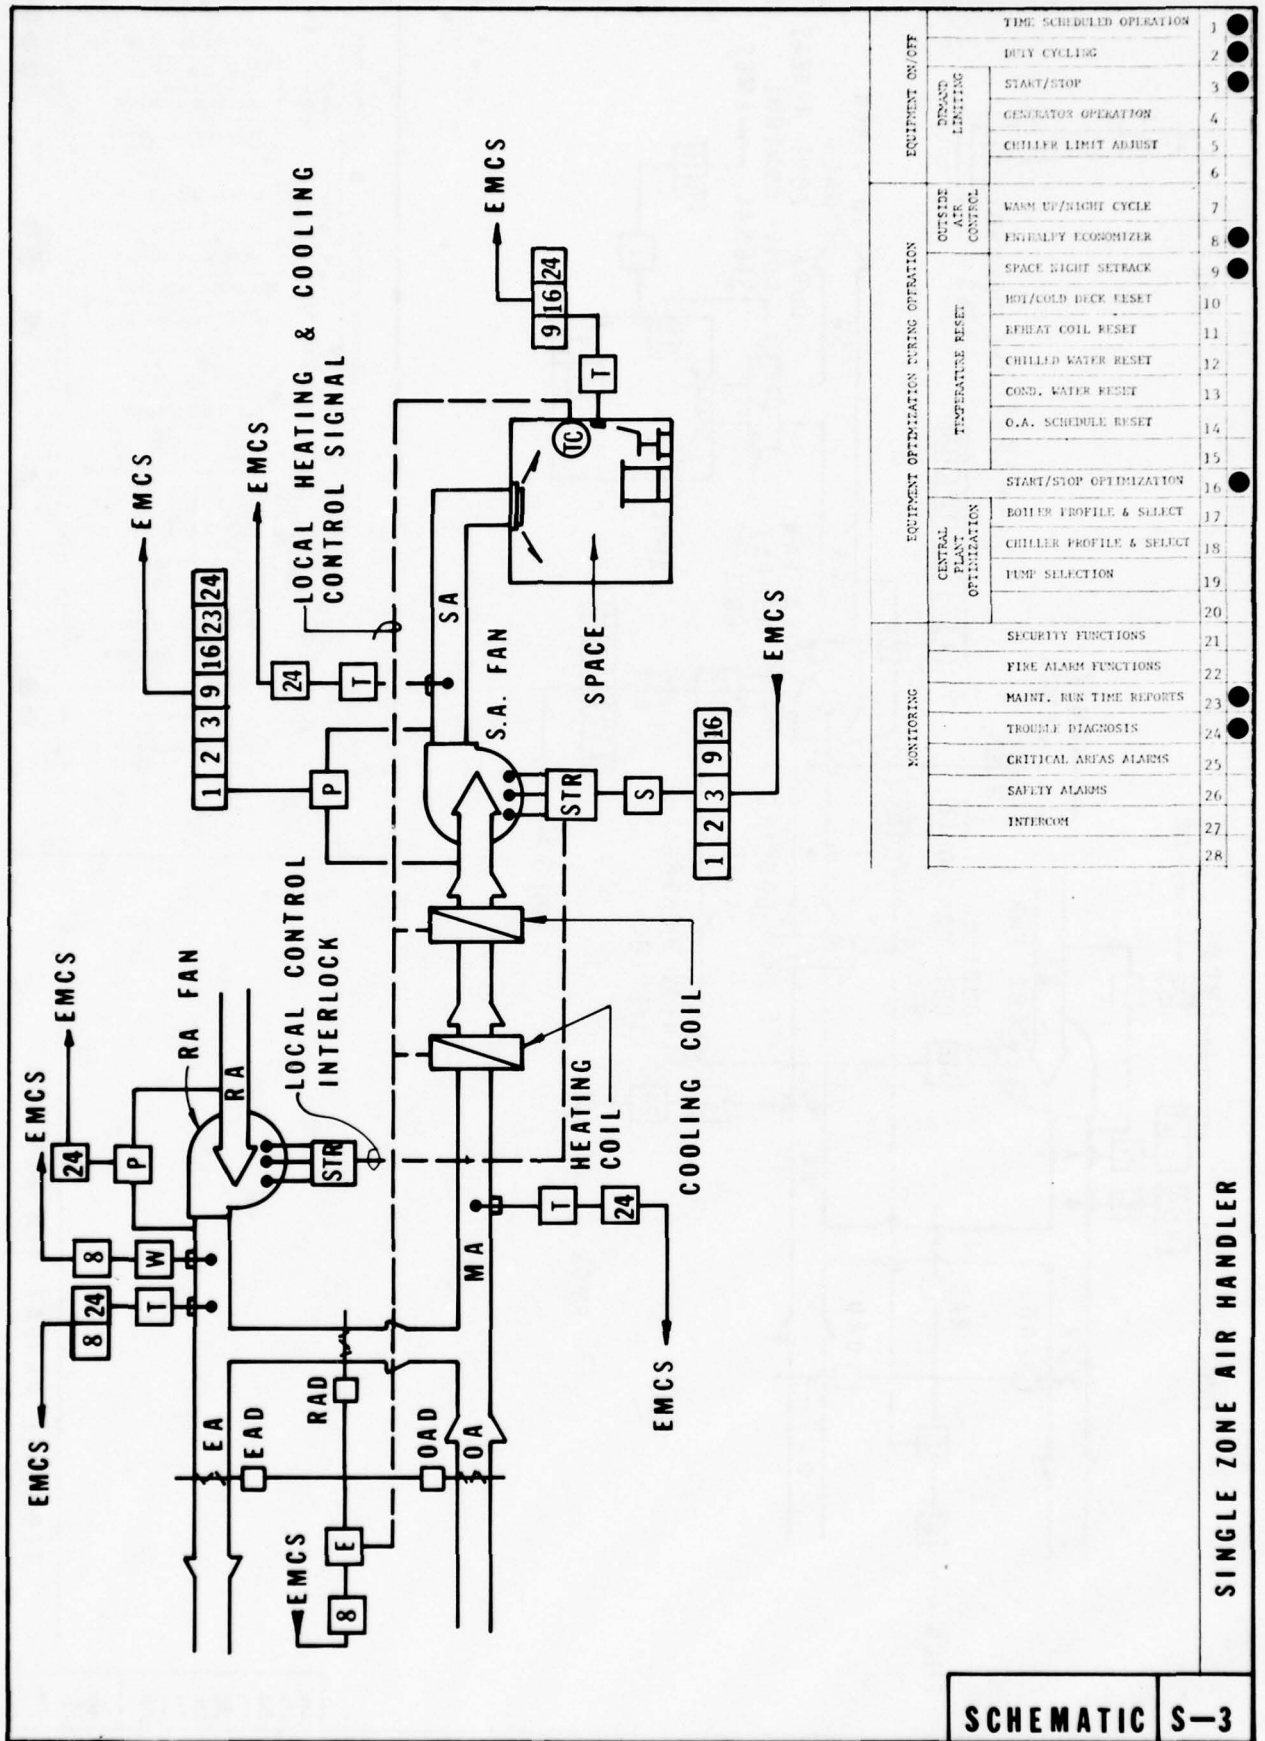 EMCS
8 24
T
EMCS
8
W
EMCS
24
P
RA FAN
RA
STR
LOCAL CONTROL
INTERLOCK
EA
EAD
RAD
OAD
OA
EMCS
8
E
MA
T
24
EMCS
HEATING
COIL
COOLING COIL
EMCS
1 2 3 9 16 23 24
P
EMCS
24
T
LOCAL HEATING & COOLING
CONTROL SIGNAL
SA
S.A. FAN
STR
S
1 2 3 9 16
EMCS
SPACE
TC
T
9 16 24
EMCS
EQUIPMENT ON/OFF
TIME SCHEDULED OPERATION 1
DUTY CYCLING 2
DEMAND
LIMITING
START/STOP 3
GENERATOR OPERATION 4
CHILLER LIMIT ADJUST 5
6
EQUIPMENT OPTIMIZATION DURING OPERATION
OUTSIDE
AIR
CONTROL
WARM UP/NIGHT CYCLE 7
ENTHALPY ECONOMIZER 8
TEMPERATURE RESET
SPACE NIGHT SETBACK 9
HOT/COLD DECK RESET 10
REHEAT COIL RESET 11
CHILLED WATER RESET 12
COND. WATER RESET 13
O.A. SCHEDULE RESET 14
15
START/STOP OPTIMIZATION 16
CENTRAL
PLANT
OPTIMIZATION
BOILER PROFILE & SELECT 17
CHILLER PROFILE & SELECT 18
PUMP SELECTION 19
20
MONITORING
SECURITY FUNCTIONS 21
FIRE ALARM FUNCTIONS 22
MAINT. RUN TIME REPORTS 23
TROUBLE DIAGNOSIS 24
CRITICAL AREAS ALARMS 25
SAFETY ALARMS 26
INTERCOM 27
28
SINGLE ZONE AIR HANDLER
SCHEMATIC S-3